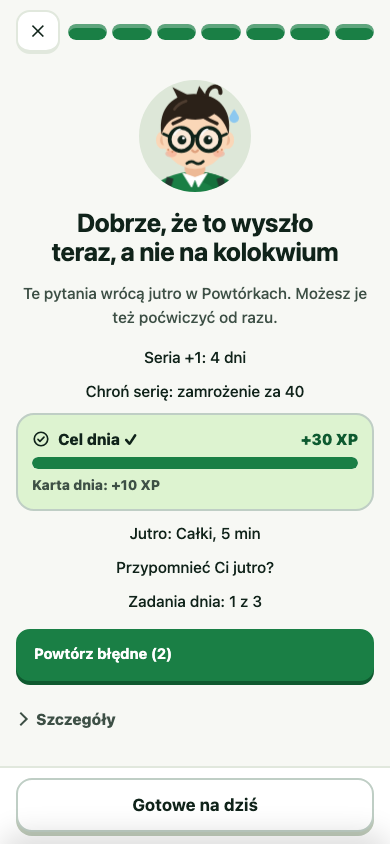 Dobrze, że to wyszło
teraz, a nie na kolokwium
Te pytania wrócą jutro w Powtórkach. Możesz je
też poćwiczyć od razu.
Seria +1: 4 dni
Chroń serię: zamrożenie za 40
Cel dnia ✓ +30 XP
Karta dnia: +10 XP
Jutro: Całki, 5 min
Przypomnieć Ci jutro?
Zadania dnia: 1 z 3
Powtórz błędne (2)
Szczegóły
Gotowe na dziś